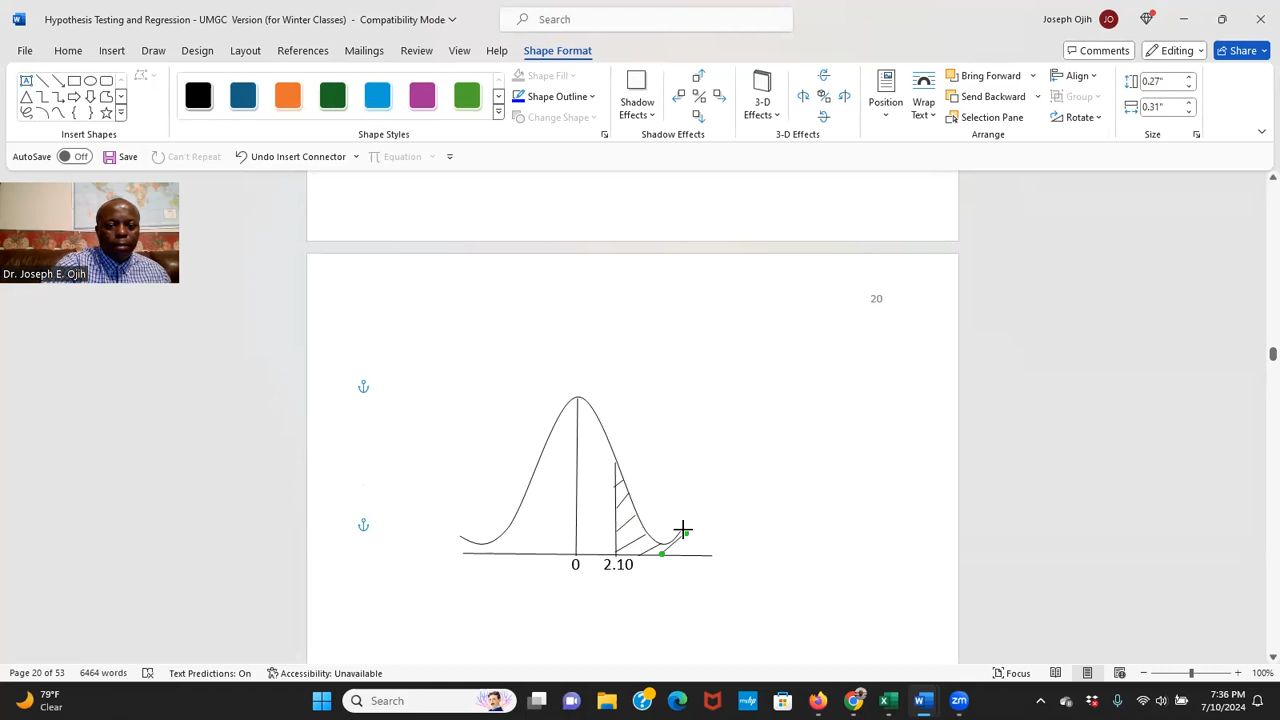 Hypothesis Testing and Regression - UMGC Version (for Winter Classes) - Compatibility Mode
Search
Joseph Ojih
JO
File Home Insert Draw Design Layout References Mailings Review View Help Shape Format
Comments
Editing
Share
Shape Fill
Shape Outline
Change Shape
Shadow Effects
3-D Effects
Position
Wrap Text
Bring Forward
Send Backward
Selection Pane
Align
Group
Rotate
0.27"
0.31"
Insert Shapes
Shape Styles
Shadow Effects
3-D Effects
Arrange
Size
AutoSave Off Save Can't Repeat Undo Insert Connector Equation
Dr. Joseph E. Ojih
20
0 2.10
Page 20 of 53 6464 words Text Predictions: On Accessibility: Unavailable
Focus
100%
79°F
Clear
Search
7:36 PM
7/10/2024